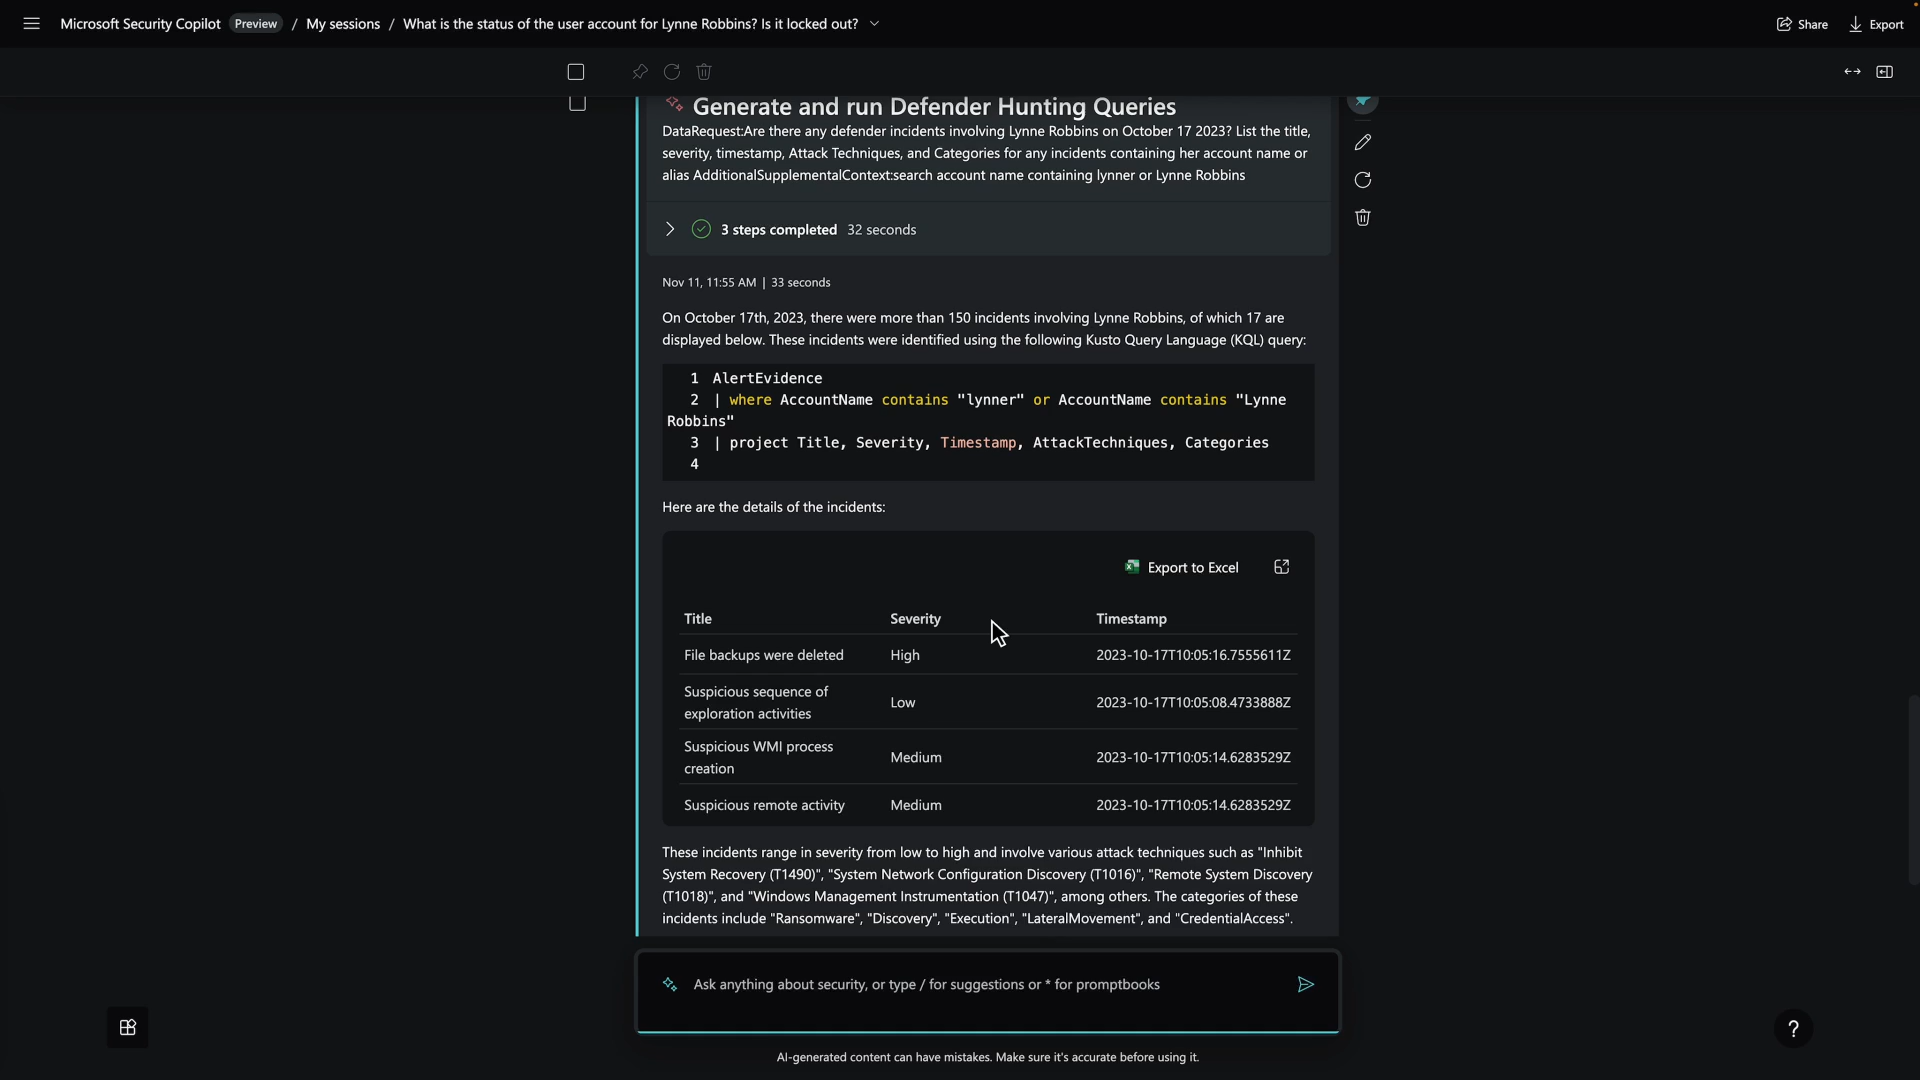 Microsoft Security Copilot Preview / My sessions / What is the status of the user account for Lynne Robbins? Is it locked out?
Share Export
Generate and run Defender Hunting Queries
DataRequest:Are there any defender incidents involving Lynne Robbins on October 17 2023? List the title,
severity, timestamp, Attack Techniques, and Categories for any incidents containing her account name or
alias AdditionalSupplementalContext:search account name containing lynner or Lynne Robbins
3 steps completed 32 seconds
Nov 11, 11:55 AM | 33 seconds
On October 17th, 2023, there were more than 150 incidents involving Lynne Robbins, of which 17 are
displayed below. These incidents were identified using the following Kusto Query Language (KQL) query:
1 AlertEvidence
2 | where AccountName contains "lynner" or AccountName contains "Lynne
Robbins"
3 | project Title, Severity, Timestamp, AttackTechniques, Categories
4
Here are the details of the incidents:
Export to Excel
Title Severity Timestamp
File backups were deleted High 2023-10-17T10:05:16.7555611Z
Suspicious sequence of
exploration activities Low 2023-10-17T10:05:08.4733888Z
Suspicious WMI process
creation Medium 2023-10-17T10:05:14.6283529Z
Suspicious remote activity Medium 2023-10-17T10:05:14.6283529Z
These incidents range in severity from low to high and involve various attack techniques such as "Inhibit
System Recovery (T1490)", "System Network Configuration Discovery (T1016)", "Remote System Discovery
(T1018)", and "Windows Management Instrumentation (T1047)", among others. The categories of these
incidents include "Ransomware", "Discovery", "Execution", "LateralMovement", and "CredentialAccess".
Ask anything about security, or type / for suggestions or * for promptbooks
?
AI-generated content can have mistakes. Make sure it's accurate before using it.